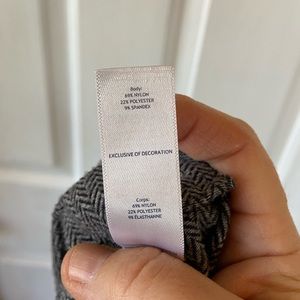 Body:
69% NYLON
22% POLYESTER
9% SPANDEX
EXCLUSIVE OF DECORATION
Corps:
69% NYLON
22% POLYESTER
9% ÉLASTHANNE